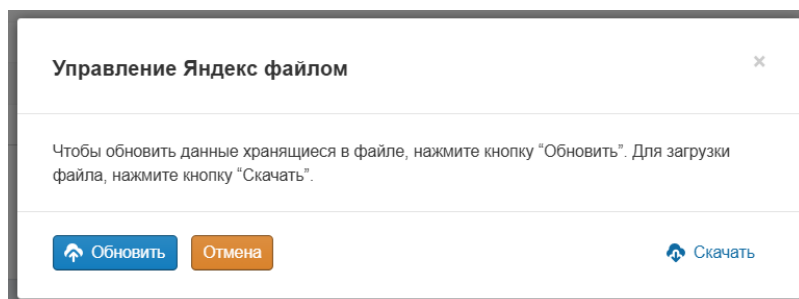 Управление Яндекс файлом
×
Чтобы обновить данные хранящиеся в файле, нажмите кнопку “Обновить”. Для загрузки
файла, нажмите кнопку “Скачать”.
Обновить Отмена Скачать